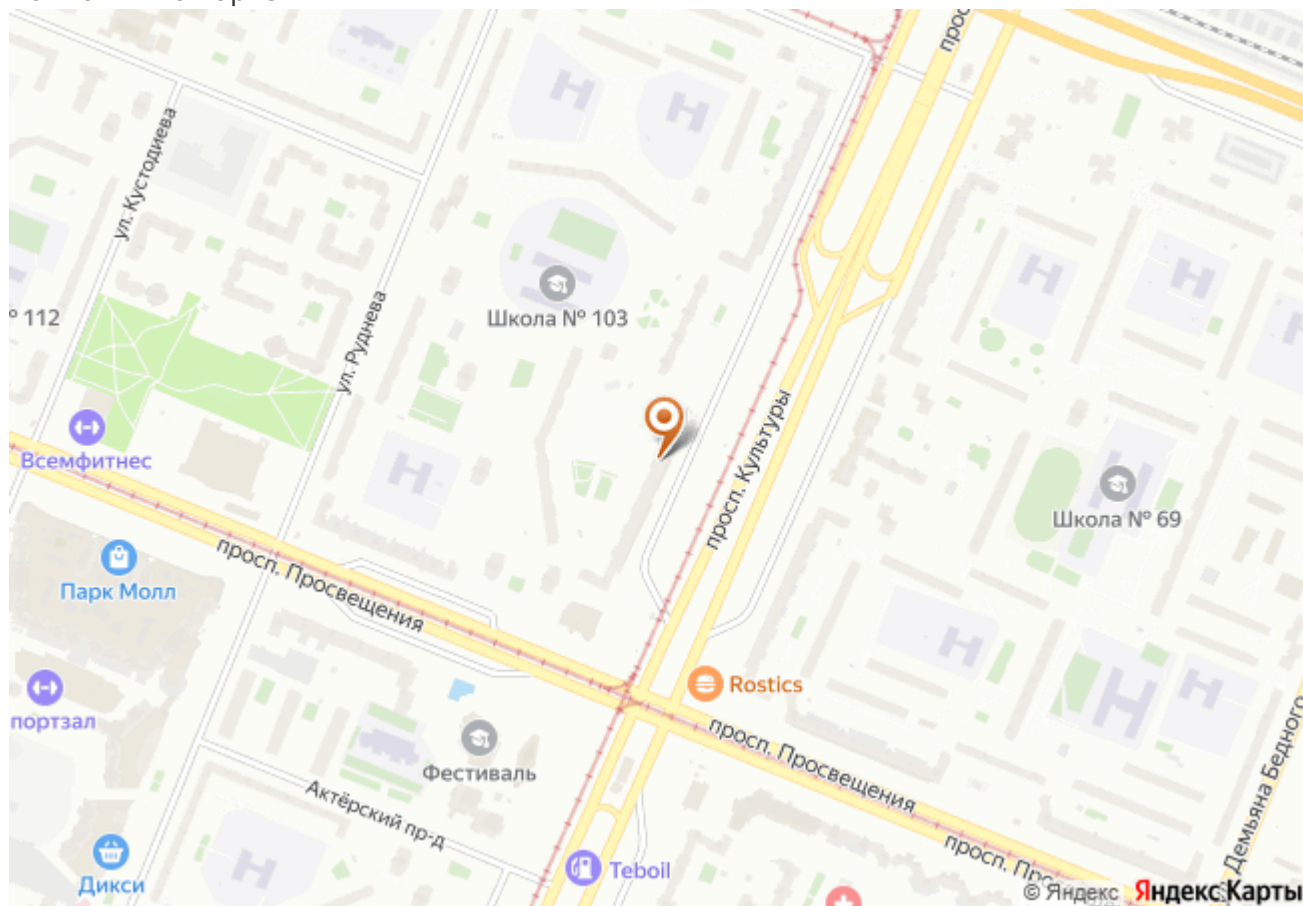 просп.
ул. Кустодиева
° 112
Школа № 103
ул. Руднева
просп. Культуры
Всемфитнес
Школа № 69
Парк Молл
просп. Просвещения
портзал
Rostics
Фестиваль
просп. Просвещения
Актёрский пр-д
Демьяна Бедного
Дикси
Teboil
просп. Про
© Яндекс Яндекс Карты